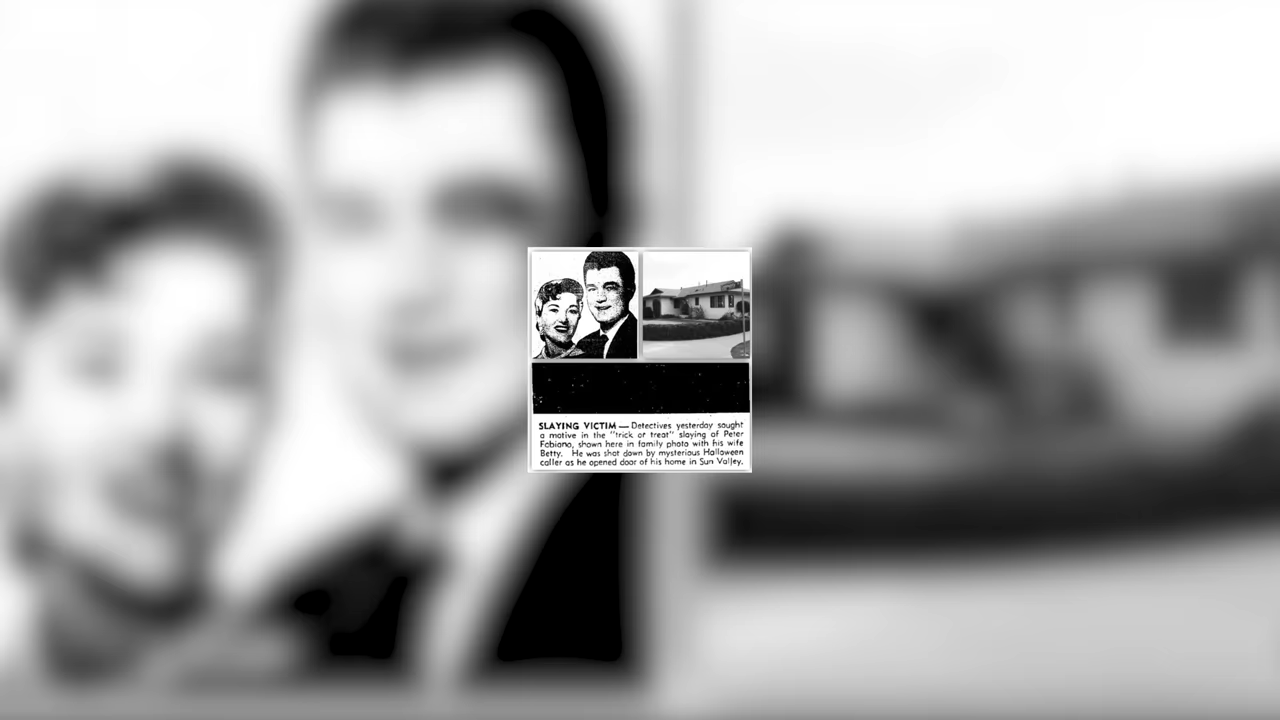 SLAYING VICTIM — Detectives yesterday sought
a motive in the "trick or treat" slaying of Peter
Fabiano, shown here in family photo with his wife
Betty. He was shot down by mysterious Halloween
caller as he opened door of his home in Sun Valley.